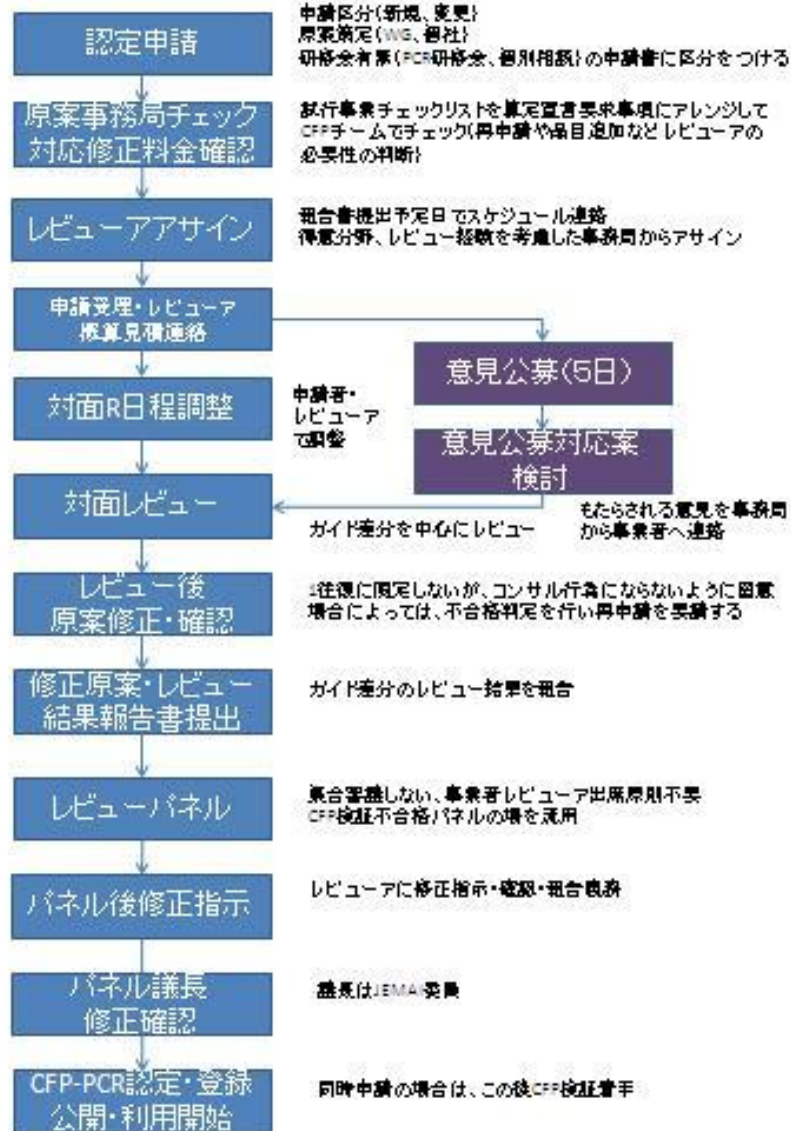 認定申請
申請区分(新規、変更)
原案策定(WG、個社)
研修会有無(PCR研修会、個別相談)の申請書に区分をつける
原案事務局チェック
対応修正料金確認
試行事業チェックリストを算定宣言要求事項にアレンジして
CFPチームでチェック(再申請や品目追加などレビューアの
必要性の判断)
レビューアアサイン
報告書提出予定日でスケジュール連絡
得意分野、レビュー経験を考慮した事務局からアサイン
申請受理・レビューア
概算見積連絡
意見公募(5日)
対面R日程調整
申請者・
レビューア
で調整
意見公募対応案
検討
対面レビュー
ガイド差分を中心にレビュー
もたらされる意見を事務局
から事業者へ連絡
レビュー後
原案修正・確認
1往復に限定しないが、コンサル行為にならないように留意
場合によっては、不合格判定を行い再申請を要請する
修正原案・レビュー
結果報告書提出
ガイド差分のレビュー結果を報告
レビューパネル
集合審議しない、事業者レビューア出席原則不要
CFP検証不合格パネルの場を流用
パネル後修正指示
レビューアに修正指示・確認・報告義務
パネル議長
修正確認
議長はJEMAI委員
CFP-PCR認定・登録
公開・利用開始
同時申請の場合は、この後CFP検証着手